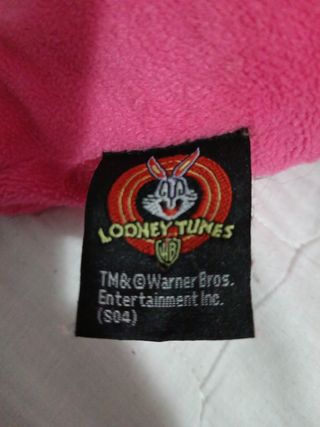 LOONEY TUNES
WB
TM&©Warner Bros.
Entertainment Inc.
(S04)